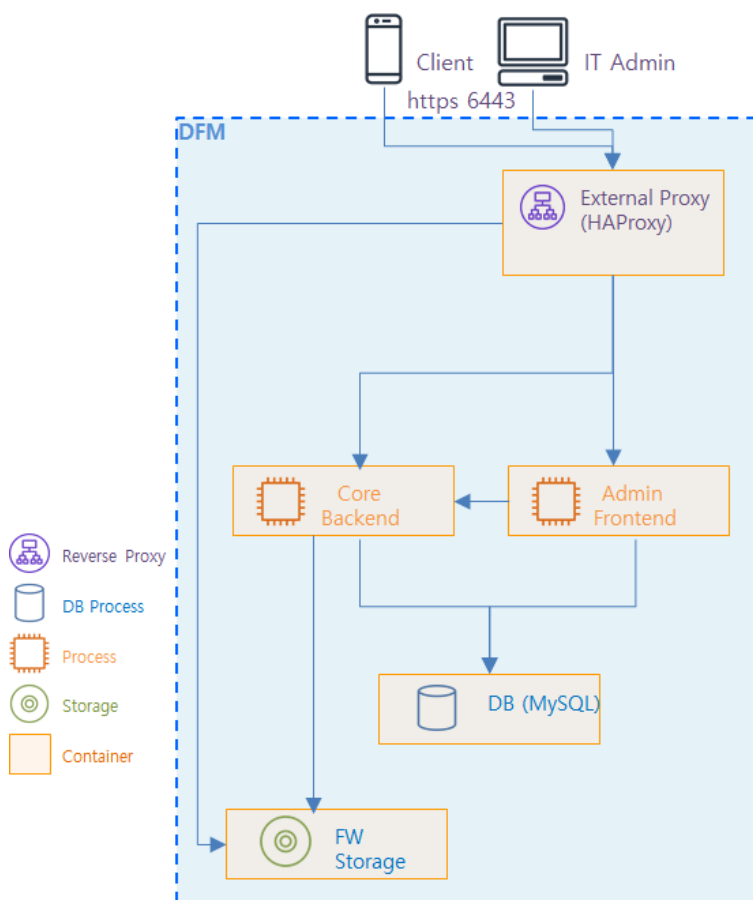 Client
IT Admin
https 6443
DFM
External Proxy
(HAProxy)
Core
Backend
Admin
Frontend
Reverse Proxy
DB Process
Process
Storage
Container
DB (MySQL)
FW
Storage